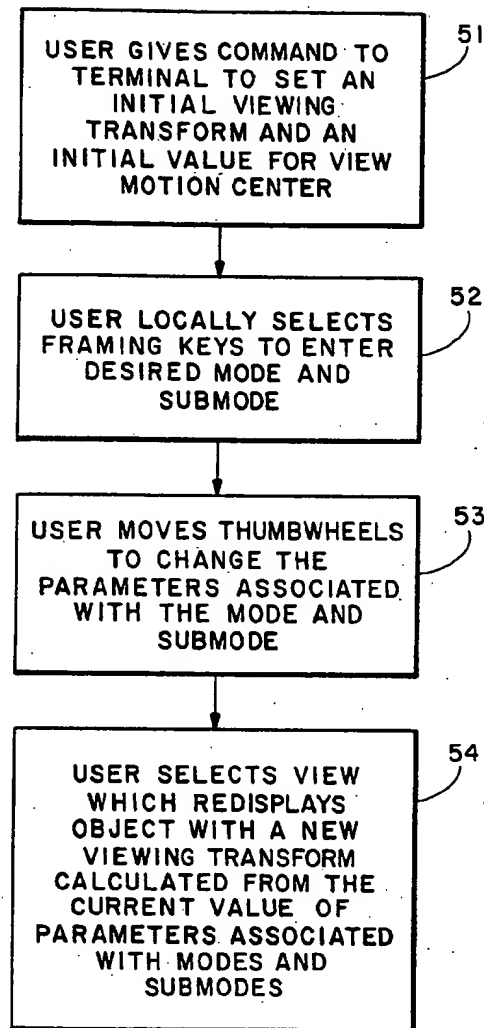 USER GIVES COMMAND TO
TERMINAL TO SET AN
INITIAL VIEWING
TRANSFORM AND AN
INITIAL VALUE FOR VIEW
MOTION CENTER
51
USER LOCALLY SELECTS
FRAMING KEYS TO ENTER
DESIRED MODE AND
SUBMODE
52
USER MOVES THUMBWHEELS
TO CHANGE THE
PARAMETERS ASSOCIATED
WITH THE MODE AND
SUBMODE
53
USER SELECTS VIEW
WHICH REDISPLAYS
OBJECT WITH A NEW
VIEWING TRANSFORM
CALCULATED FROM THE
CURRENT VALUE OF
PARAMETERS ASSOCIATED
WITH MODES AND
SUBMODES
54